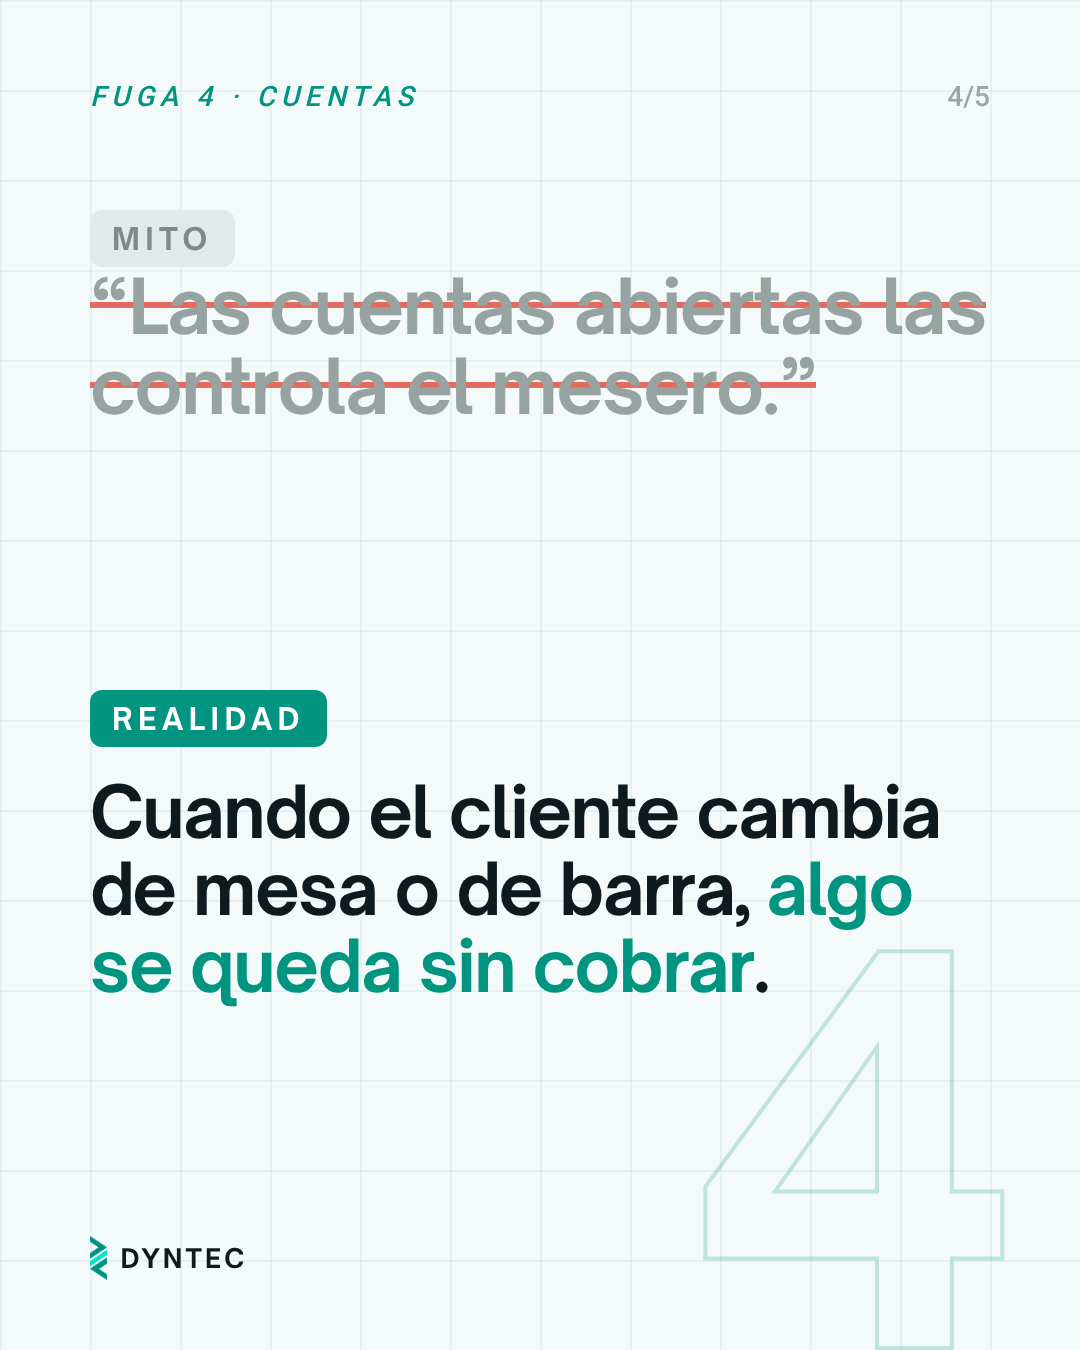 FUGA 4 · CUENTAS
4/5
MITO
“Las cuentas abiertas las
controla el mesero.”
REALIDAD
Cuando el cliente cambia
de mesa o de barra, algo
se queda sin cobrar.
4
DYNTEC